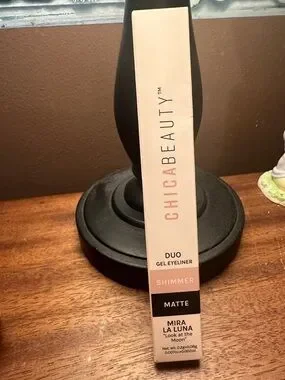 CHICABEAUTY™
DUO
GEL EYELINER
SHIMMER
MATTE
MIRA
LA LUNA
"Look at the
Moon"